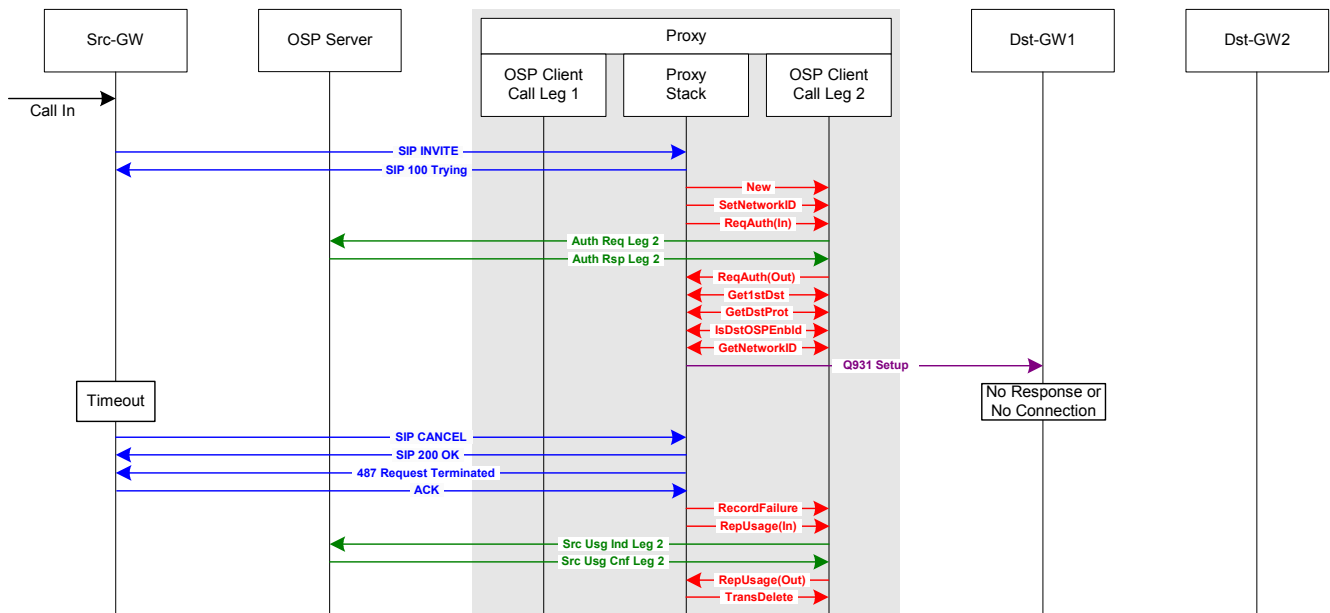 Src-GW
OSP Server
Proxy
Dst-GW1
Dst-GW2
OSP Client
Call Leg 1
Proxy
Stack
OSP Client
Call Leg 2
Call In
SIP INVITE
SIP 100 Trying
New
SetNetworkID
ReqAuth(In)
Auth Req Leg 2
Auth Rsp Leg 2
ReqAuth(Out)
Get1stDst
GetDstProt
IsDstOSPEnbld
GetNetworkID
Q931 Setup
Timeout
No Response or
No Connection
SIP CANCEL
SIP 200 OK
487 Request Terminated
ACK
RecordFailure
RepUsage(In)
Src Usg Ind Leg 2
Src Usg Cnf Leg 2
RepUsage(Out)
TransDelete